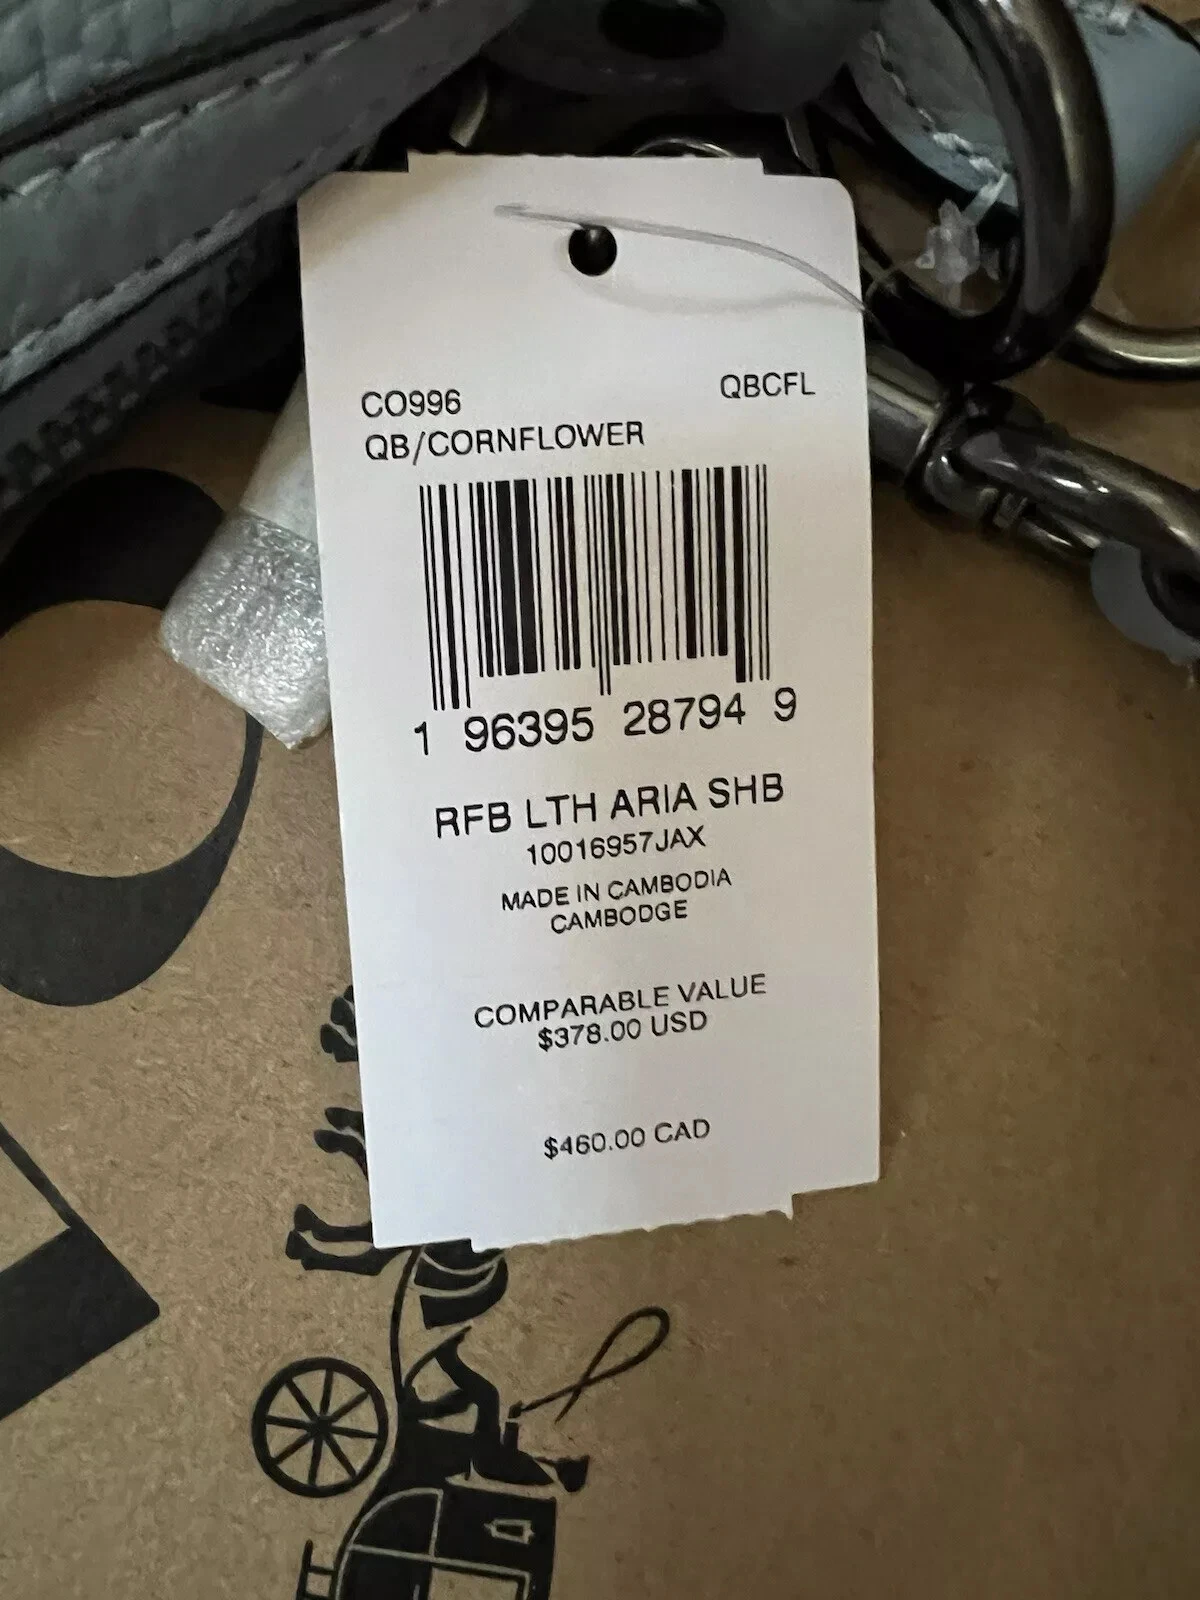 CO996 QBCFL
QB/CORNFLOWER
1 96395 28794 9
RFB LTH ARIA SHB
10016957JAX
MADE IN CAMBODIA
CAMBODGE
COMPARABLE VALUE
$378.00 USD
$460.00 CAD